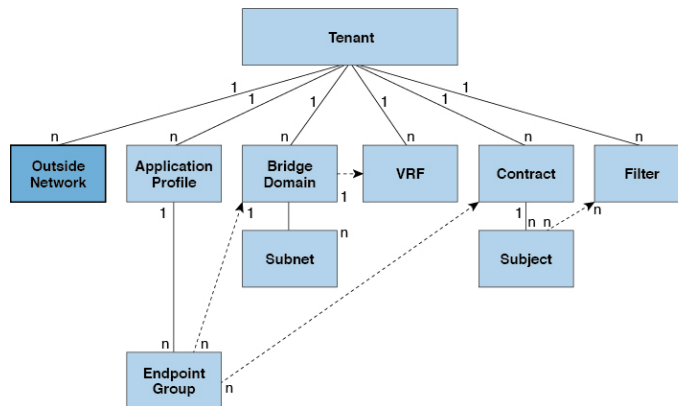 Tenant
1 1 1 1 1 1
n n n n n n
Outside Network
Application Profile
Bridge Domain
VRF
Contract
Filter
1 1 1 1 n
n n n
Subnet
Subject
n n
Endpoint Group
n